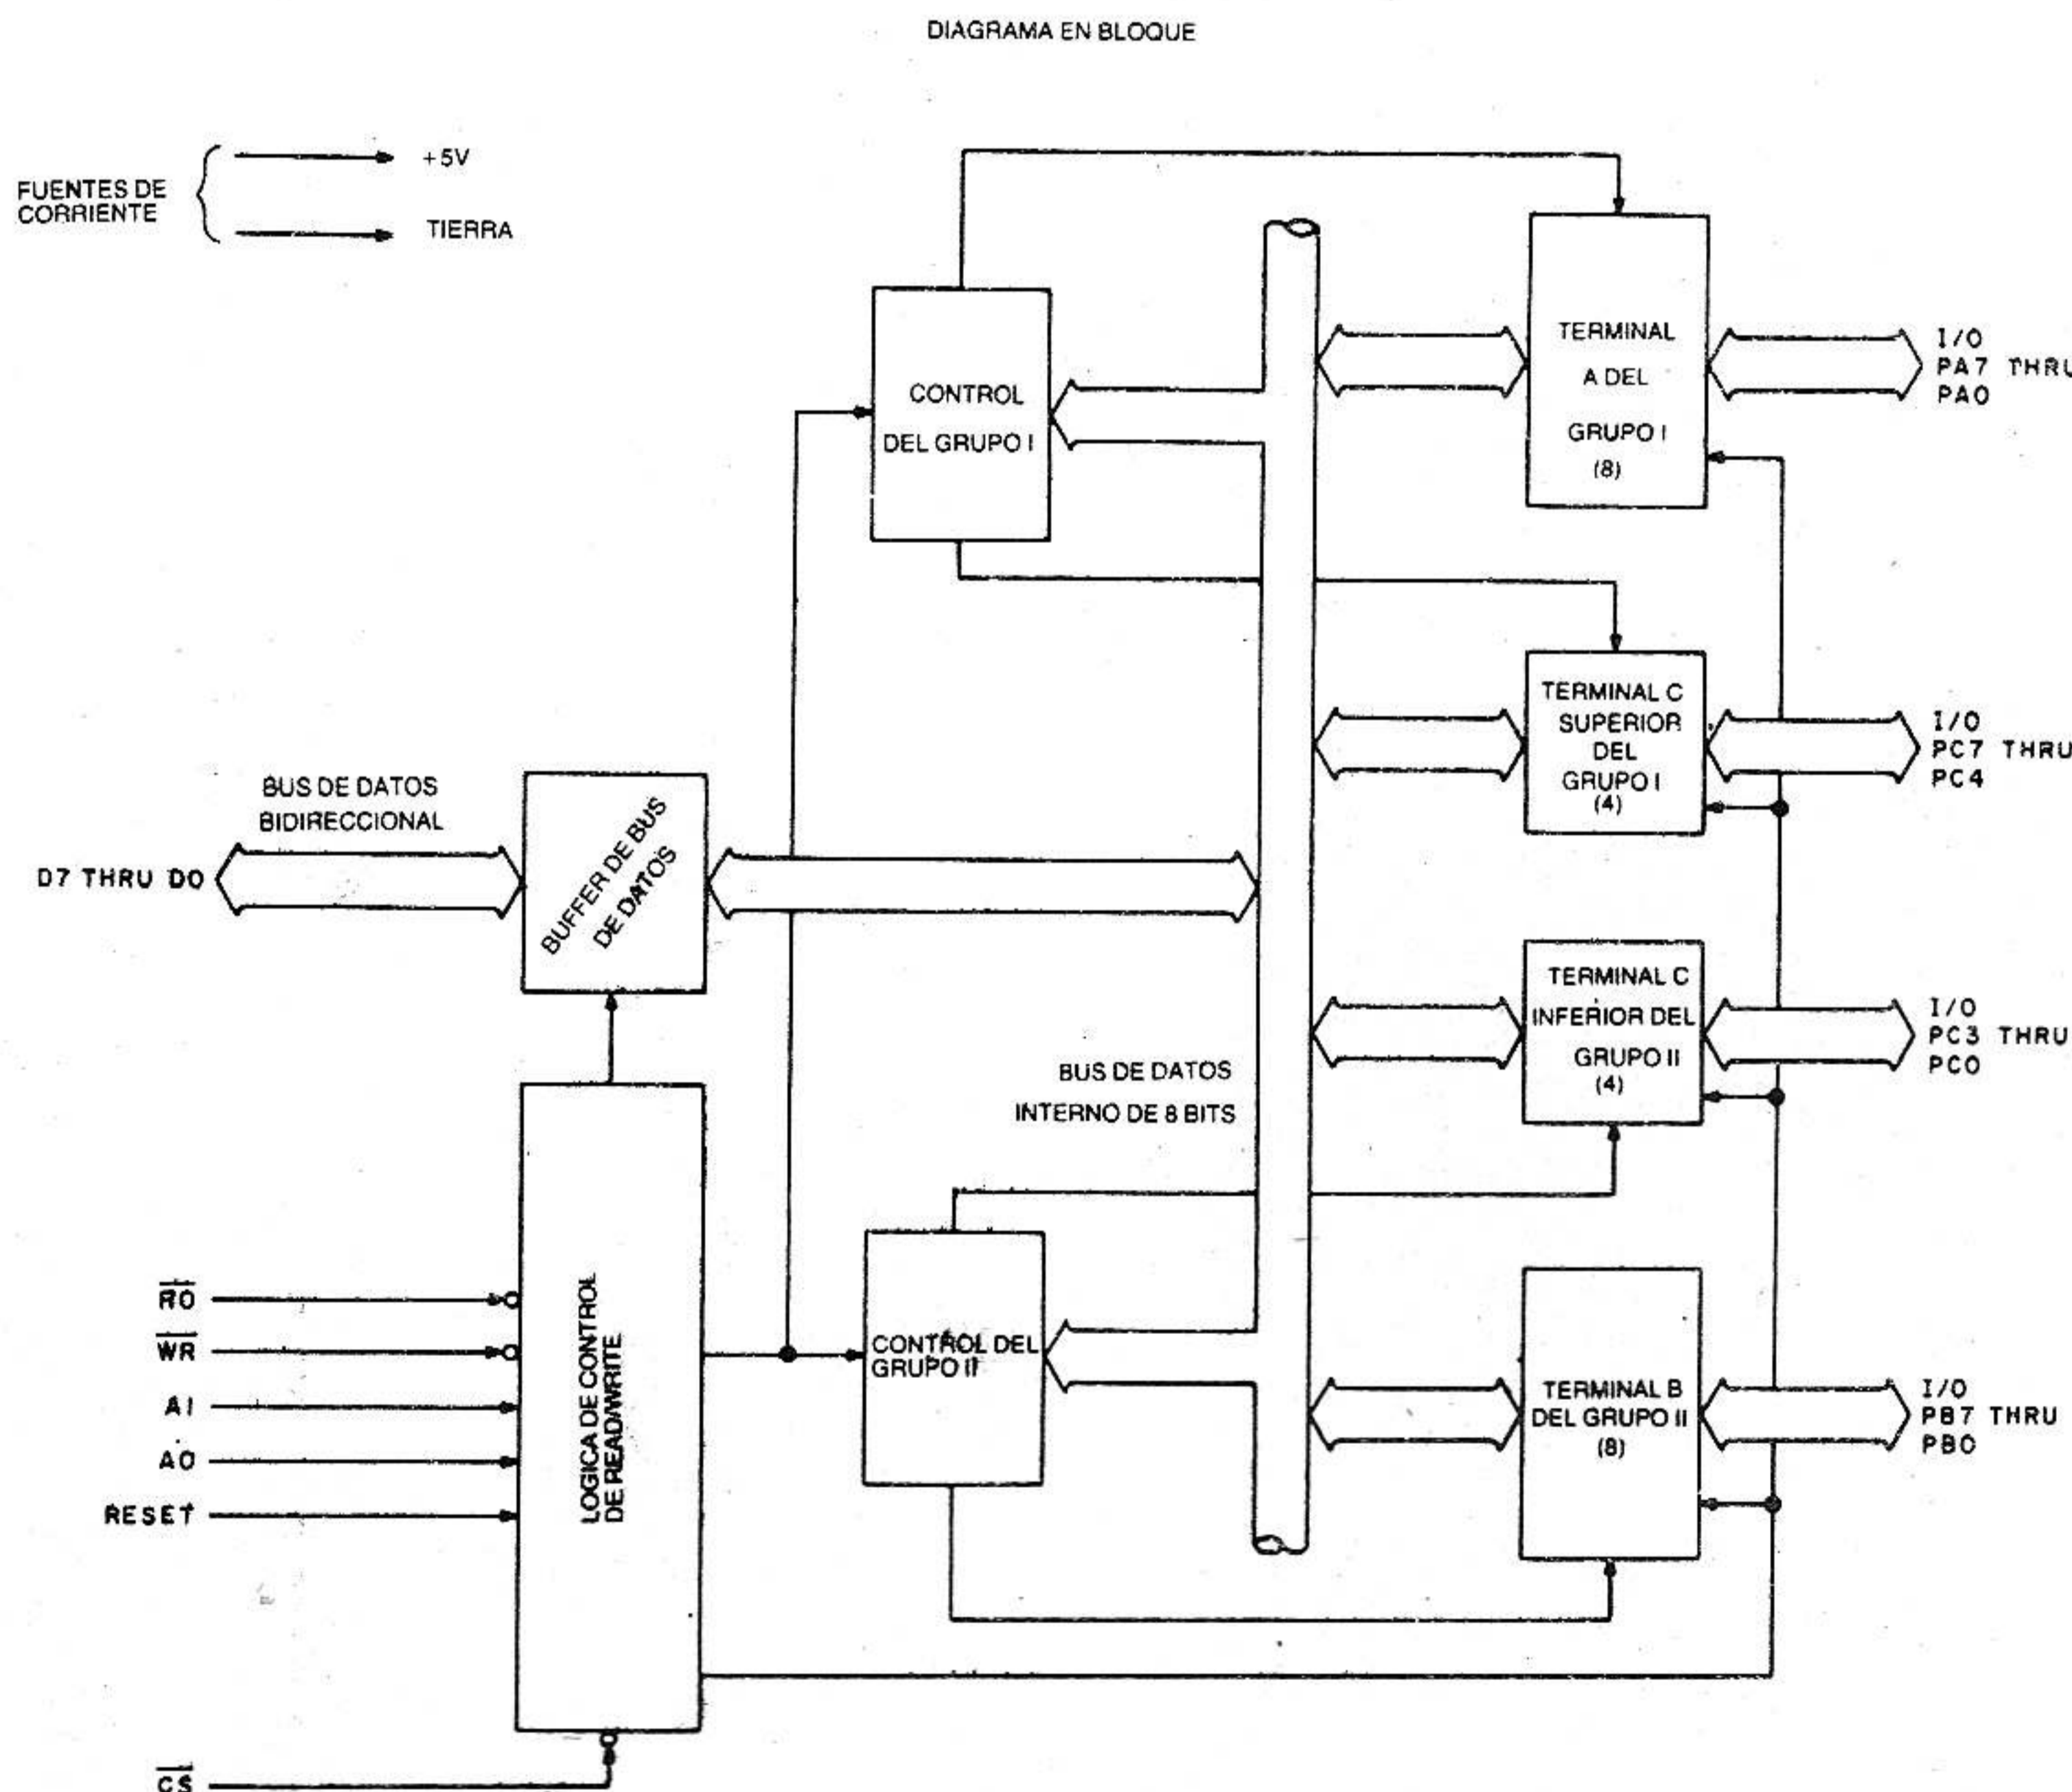 DIAGRAMA EN BLOQUE
FUENTES DE
CORRIENTE
+5V
TIERRA
CONTROL
DEL GRUPO I
TERMINAL
A DEL
GRUPO I
(8)
I/O
PA7 THRU
PA0
TERMINAL C
SUPERIOR
DEL
GRUPO I
(4)
I/O
PC7 THRU
PC4
BUS DE DATOS
BIDIRECCIONAL
D7 THRU D0
BUFFER DE BUS
DE DATOS
TERMINAL C
INFERIOR DEL
GRUPO II
(4)
I/O
PC3 THRU
PC0
BUS DE DATOS
INTERNO DE 8 BITS
RD
WR
A1
A0
RESET
LOGICA DE CONTROL
DE READ/WRITE
CONTROL DEL
GRUPO II
TERMINAL B
DEL GRUPO II
(8)
I/O
PB7 THRU
PB0
CS